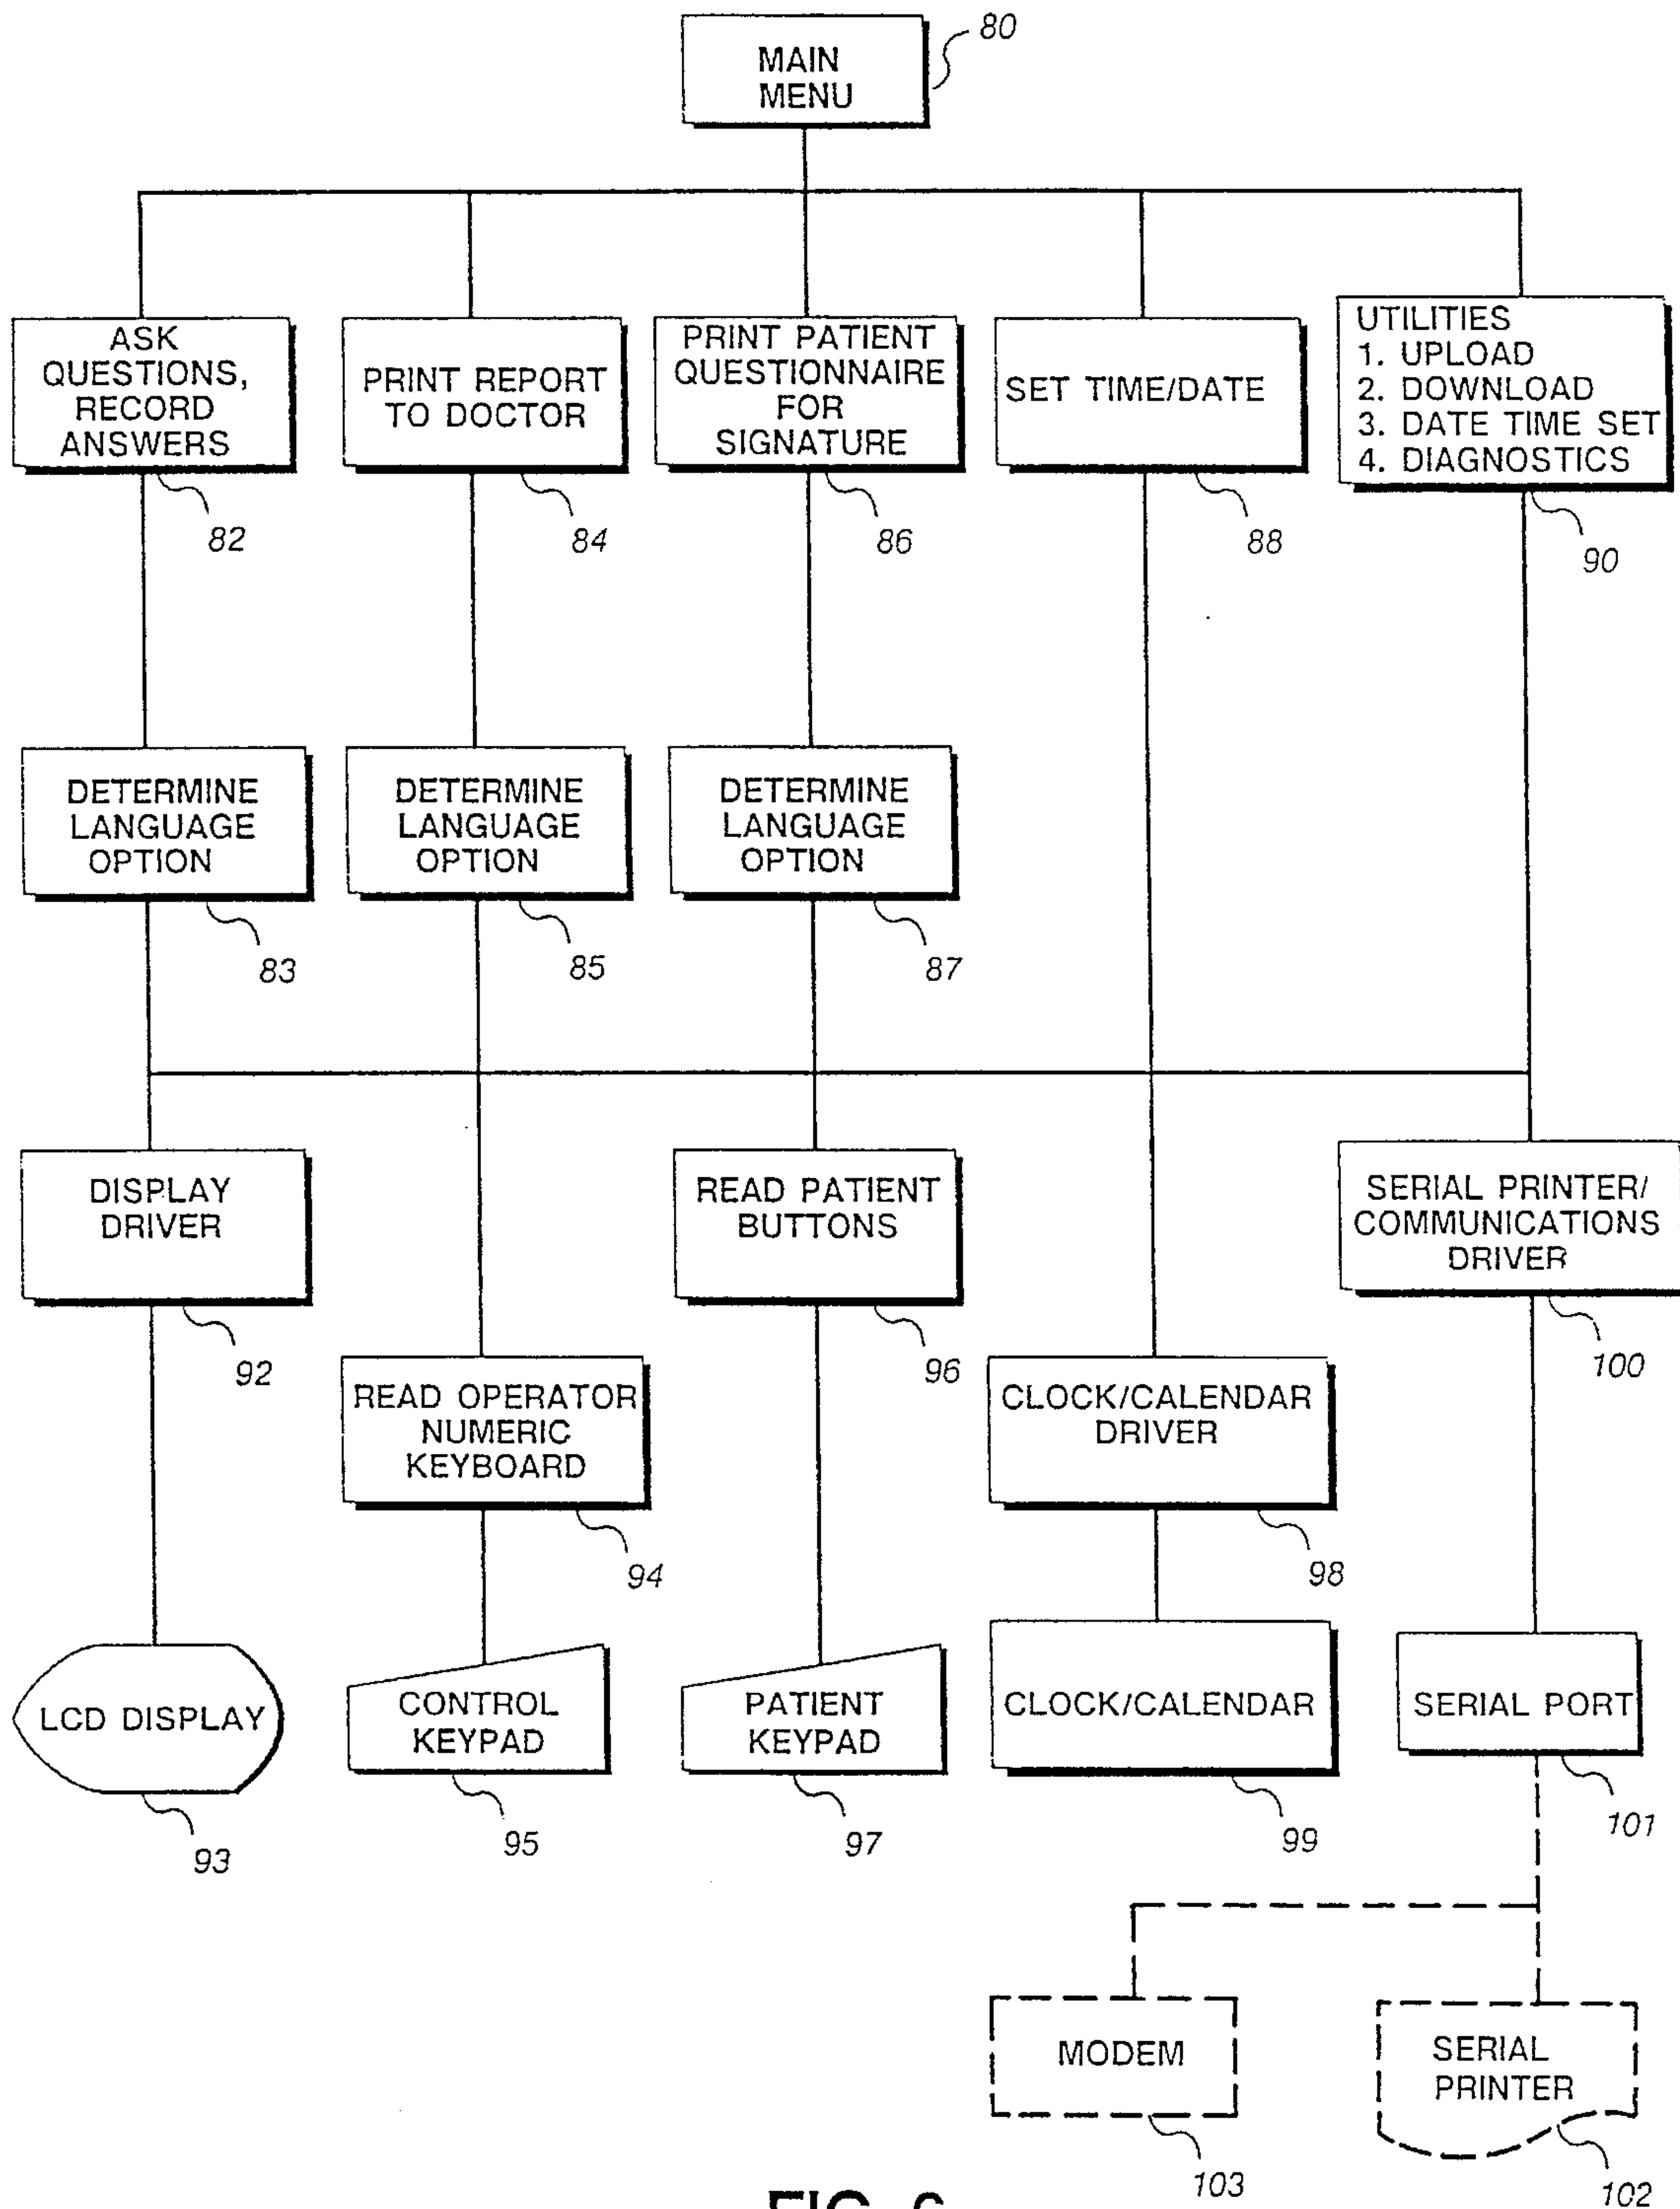 MAIN
MENU
80
ASK
QUESTIONS,
RECORD
ANSWERS
82
PRINT REPORT
TO DOCTOR
84
PRINT PATIENT
QUESTIONNAIRE
FOR
SIGNATURE
86
SET TIME/DATE
88
UTILITIES
1. UPLOAD
2. DOWNLOAD
3. DATE TIME SET
4. DIAGNOSTICS
90
DETERMINE
LANGUAGE
OPTION
83
DETERMINE
LANGUAGE
OPTION
85
DETERMINE
LANGUAGE
OPTION
87
DISPLAY
DRIVER
92
READ PATIENT
BUTTONS
96
SERIAL PRINTER/
COMMUNICATIONS
DRIVER
100
READ OPERATOR
NUMERIC
KEYBOARD
94
CLOCK/CALENDAR
DRIVER
98
LCD DISPLAY
93
CONTROL
KEYPAD
95
PATIENT
KEYPAD
97
CLOCK/CALENDAR
99
SERIAL PORT
101
MODEM
103
SERIAL
PRINTER
102
FIG. 6